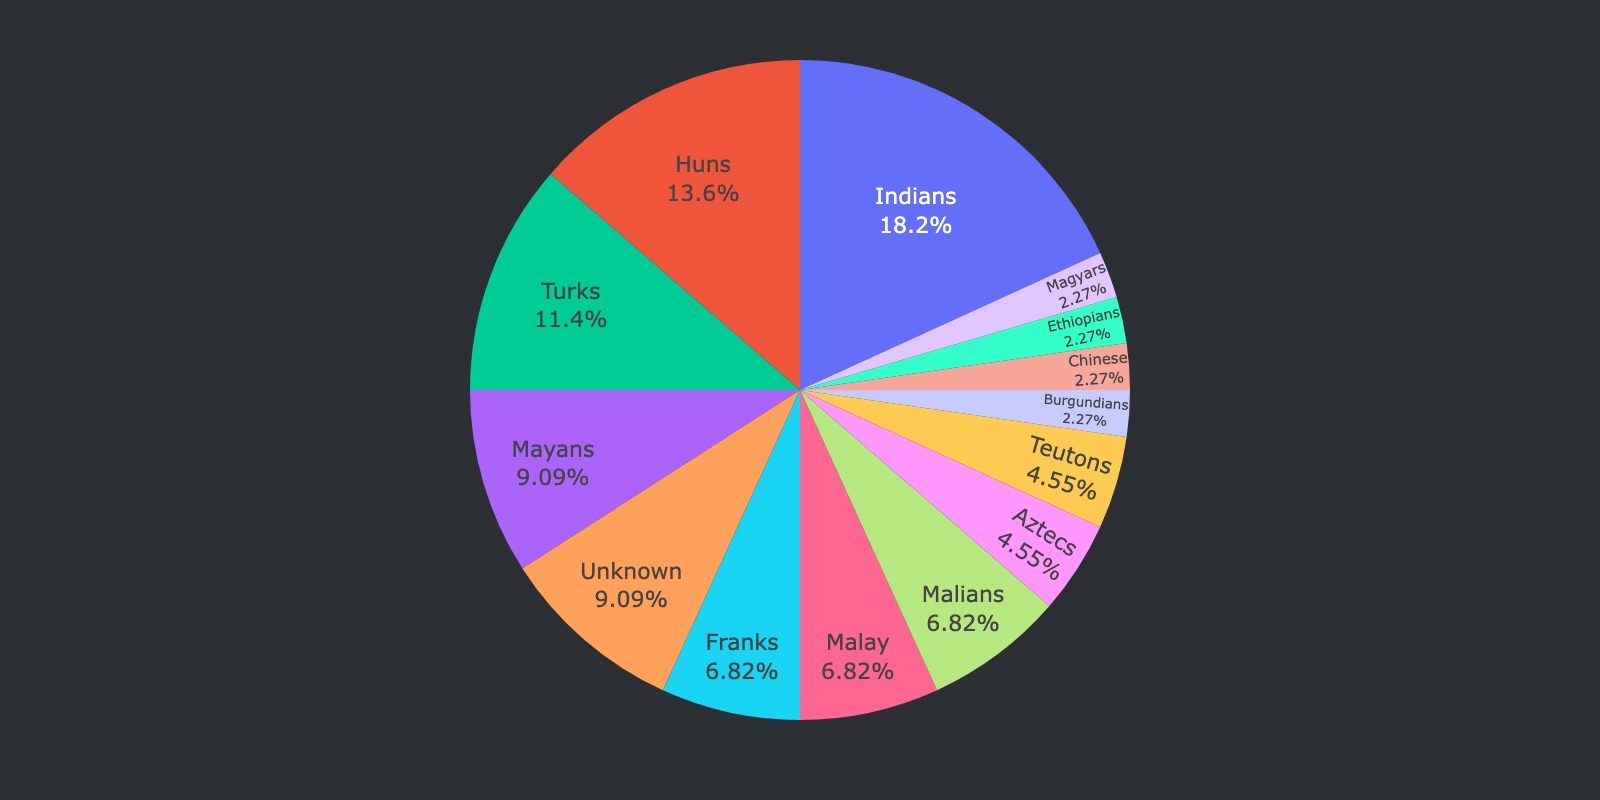 Huns
13.6%
Indians
18.2%
Magyars
2.27%
Turks
11.4%
Ethiopians
2.27%
Chinese
2.27%
Burgundians
2.27%
Mayans
9.09%
Teutons
4.55%
Aztecs
4.55%
Unknown
9.09%
Malians
6.82%
Franks
6.82%
Malay
6.82%